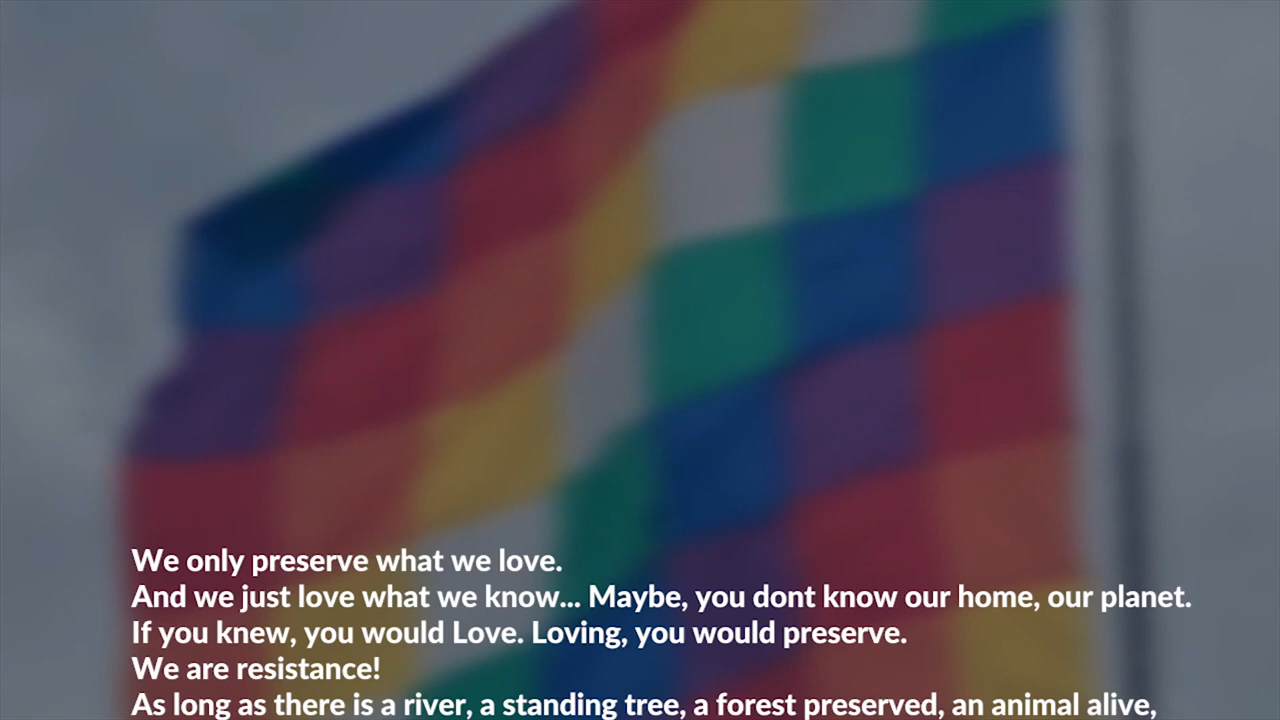 We only preserve what we love.
And we just love what we know... Maybe, you dont know our home, our planet.
If you knew, you would Love. Loving, you would preserve.
We are resistance!
As long as there is a river, a standing tree, a forest preserved, an animal alive,